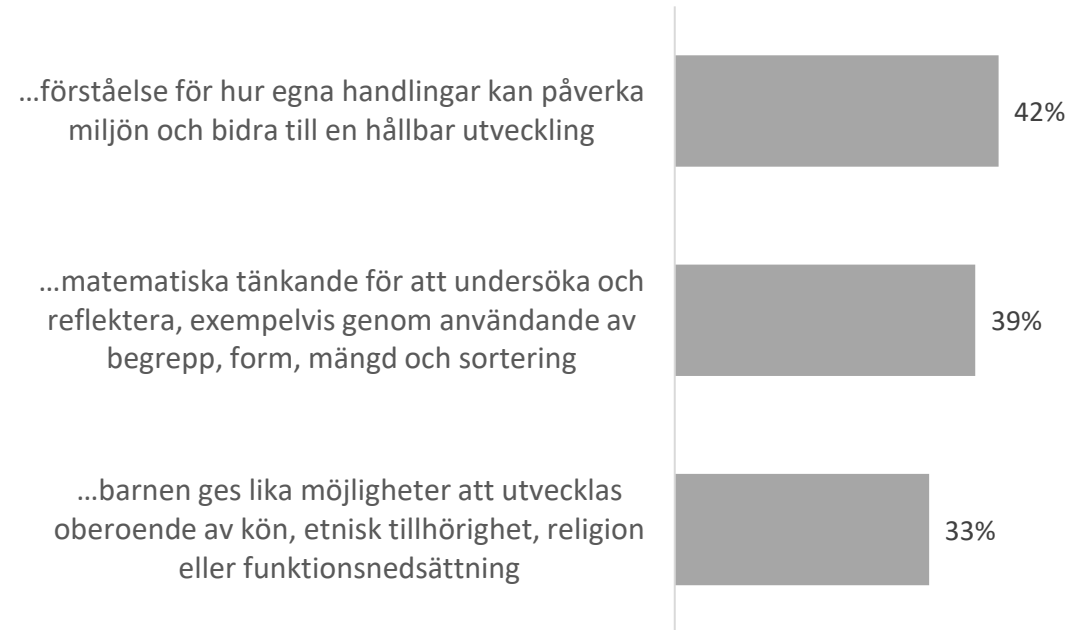 …förståelse för hur egna handlingar kan påverka
miljön och bidra till en hållbar utveckling
42%
…matematiska tänkande för att undersöka och
reflektera, exempelvis genom användande av
begrepp, form, mängd och sortering
39%
…barnen ges lika möjligheter att utvecklas
oberoende av kön, etnisk tillhörighet, religion
eller funktionsnedsättning
33%